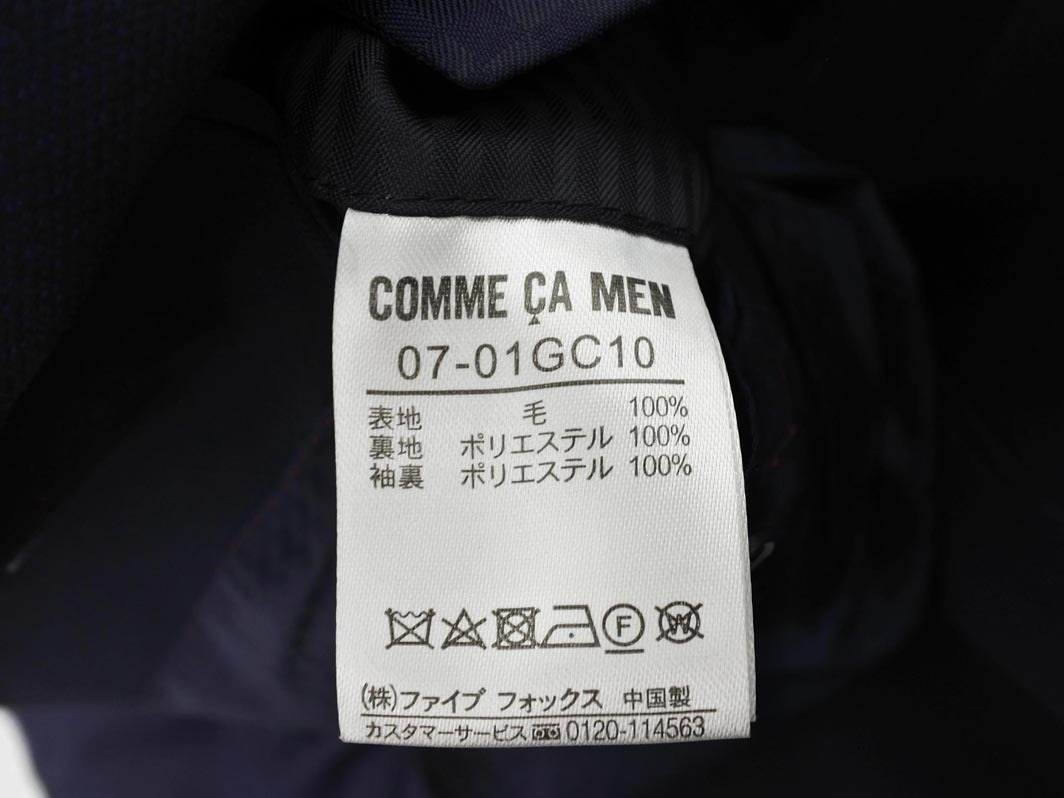 COMME ÇA MEN
07-01GC10
表地 毛 100%
裏地 ポリエステル 100%
袖裏 ポリエステル 100%
F W
(株)ファイブ フォックス 中国製
カスタマーサービス 0120-114563